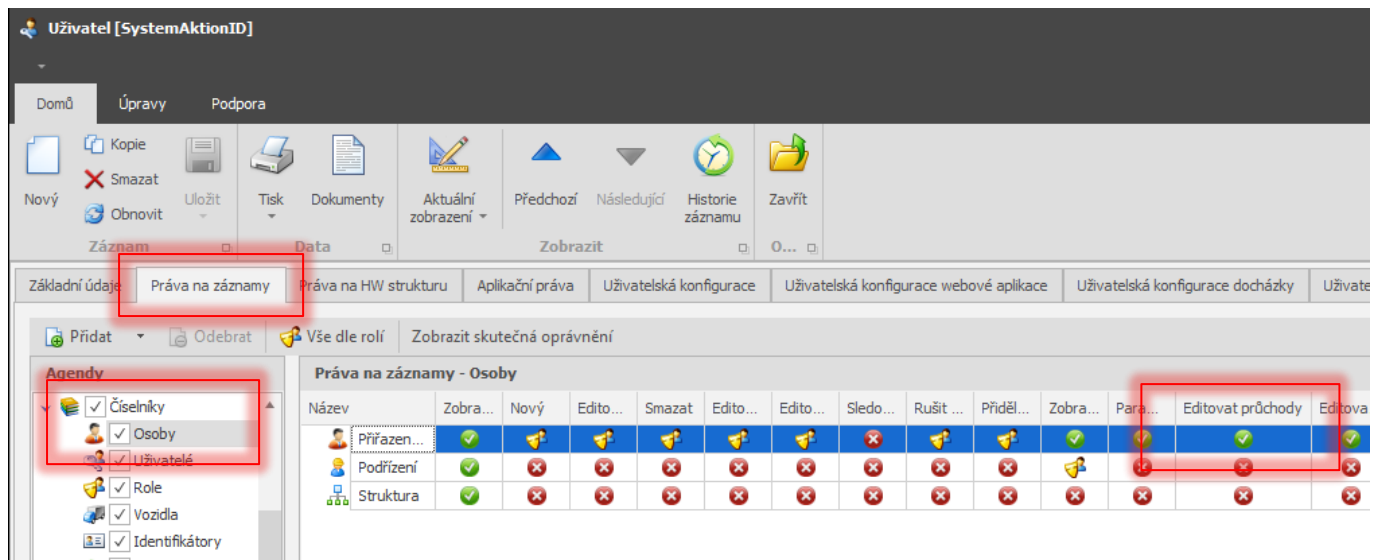 Uživatel [SystemAktionID]
Domů Úpravy Podpora
Nový Kopie Smazat Obnovit Uložit Tisk Dokumenty Aktuální zobrazení Předchozí Následující Historie záznamu Zavřít
Záznam Data Zobrazit O...
Základní údaje Práva na záznamy Práva na HW strukturu Aplikační práva Uživatelská konfigurace Uživatelská konfigurace webové aplikace Uživatelská konfigurace docházky Uživate
Přidat Odebrat Vše dle rolí Zobrazit skutečná oprávnění
Agendy Práva na záznamy - Osoby
Číselníky Název Zobra... Nový Edito... Smazat Edito... Edito... Sledo... Rušit ... Přiděl... Zobra... Para... Editovat průchody Editova
Osoby Přiřazen...
Uživatelé Podřízení
Role Struktura
Vozidla
Identifikátory